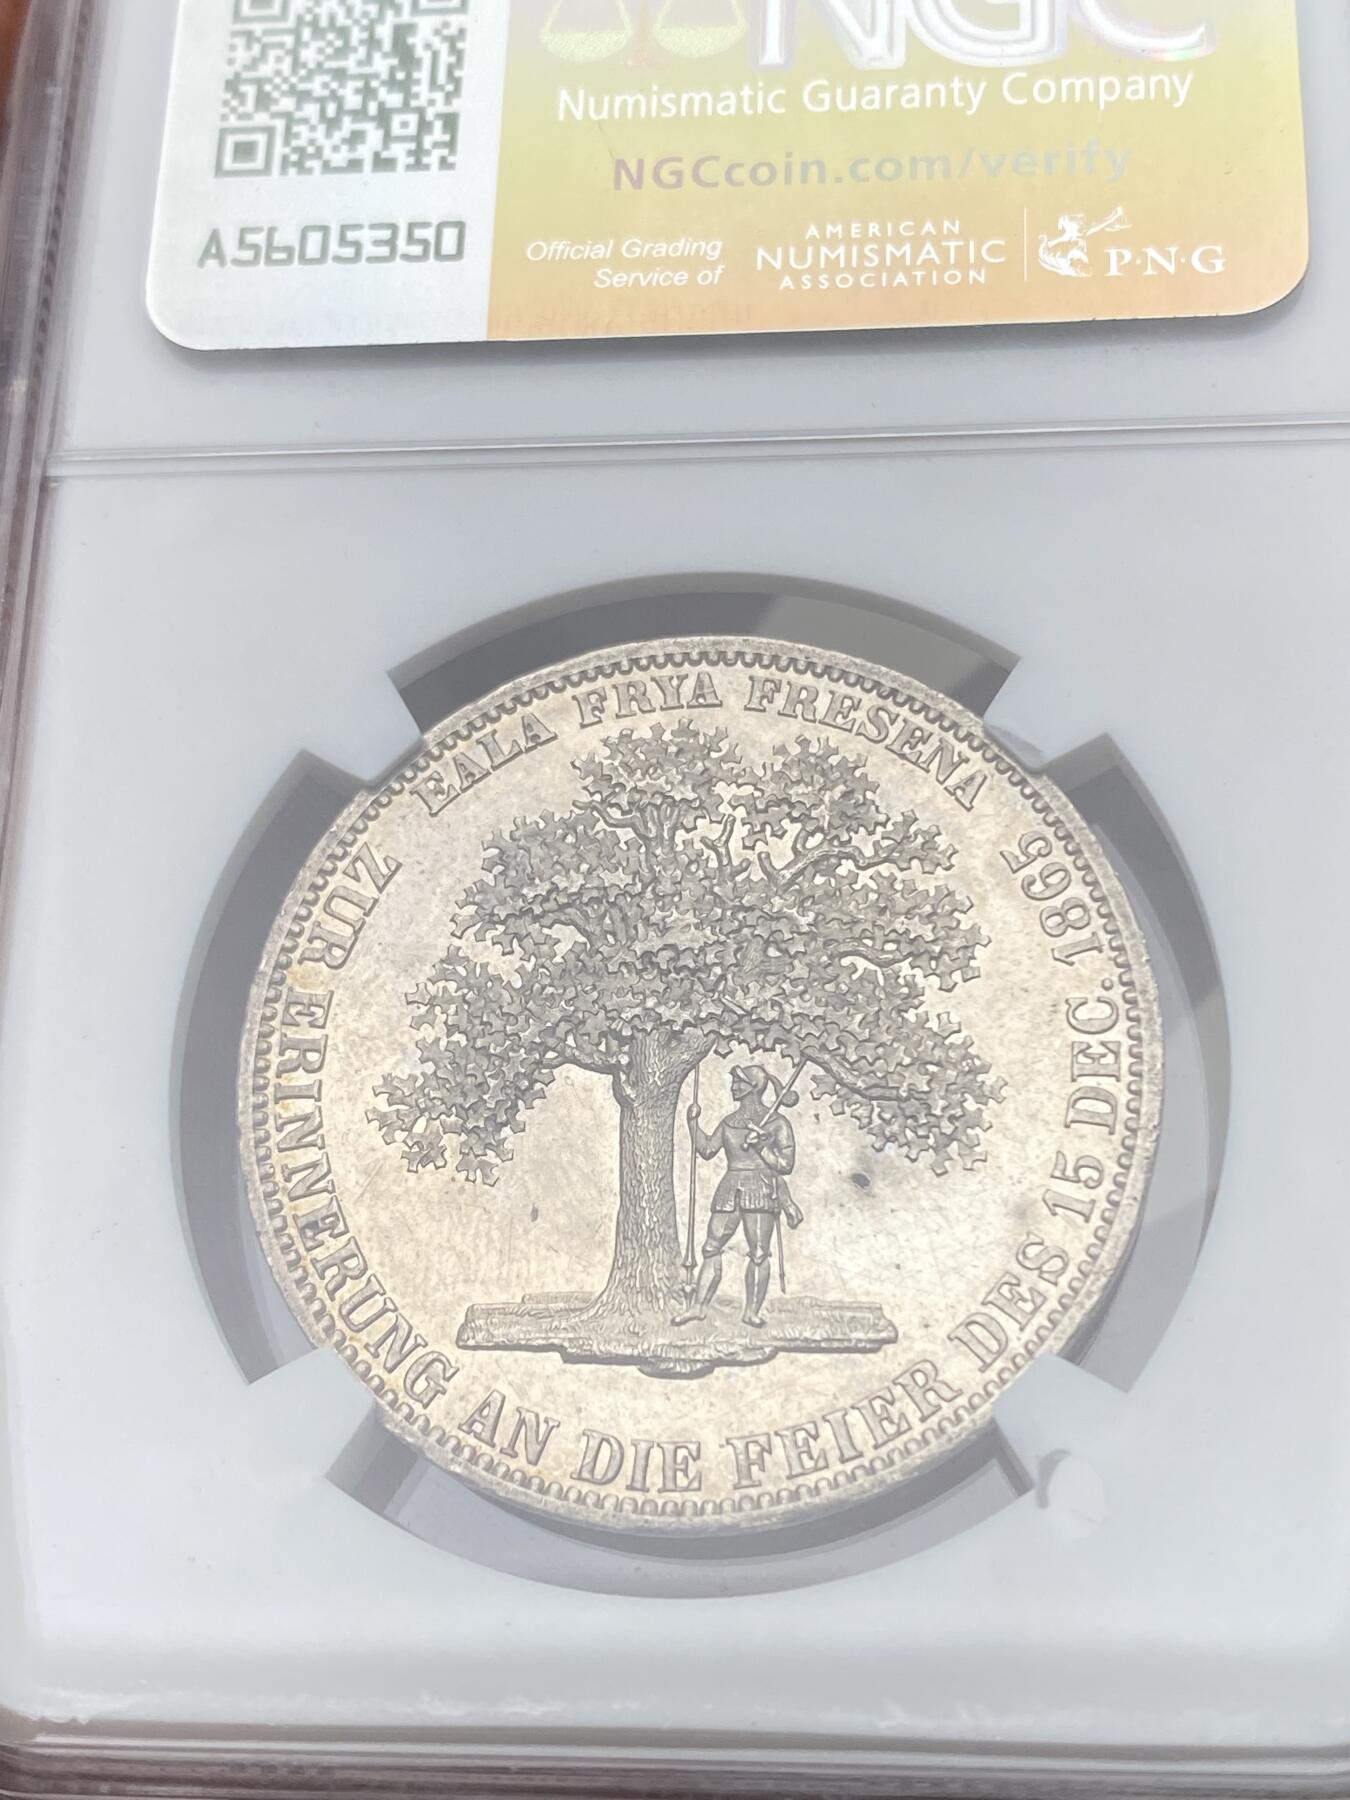 NGC
Numismatic Guaranty Company
NGCcoin.com/verify
A5605350
Official Grading
Service of
AMERICAN
NUMISMATIC
ASSOCIATION
P·N·G
EALA FRYA FRESENA
ZUR ERINNERUNG AN DIE FEIER DES 15 DEC. 1865